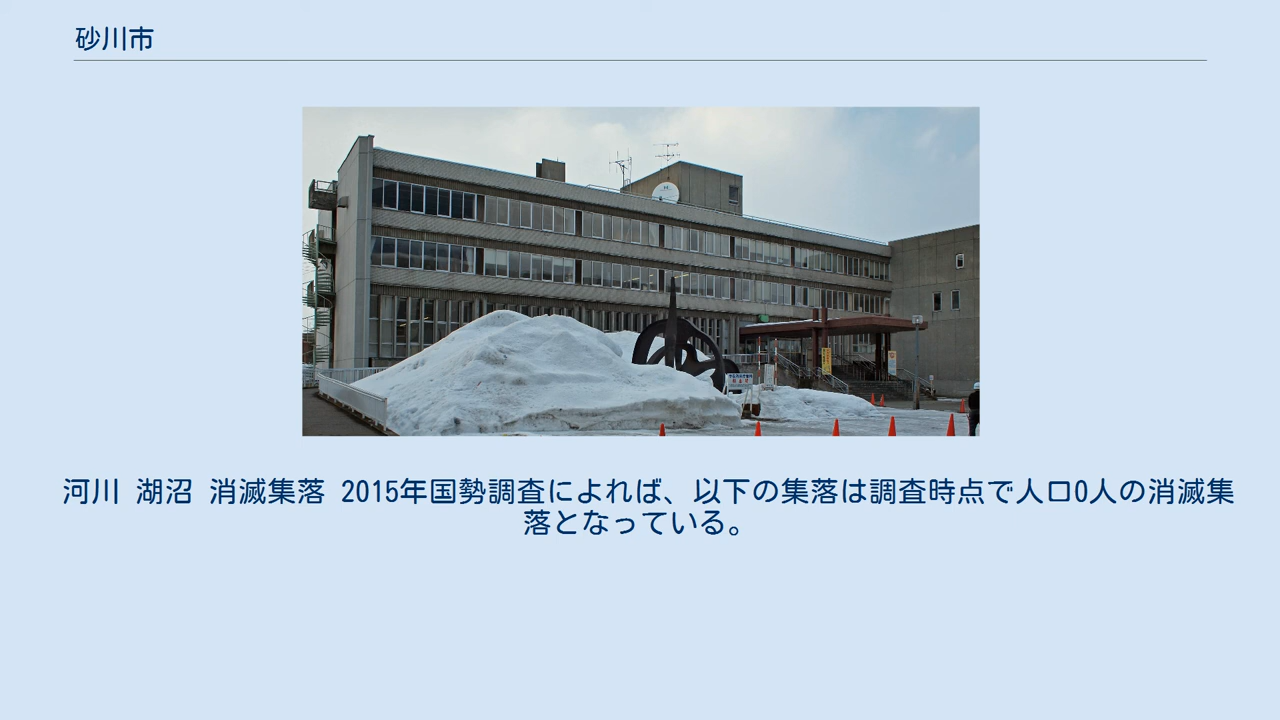 砂川市
河川 湖沼 消滅集落 2015年国勢調査によれば、以下の集落は調査時点で人口0人の消滅集
落となっている。